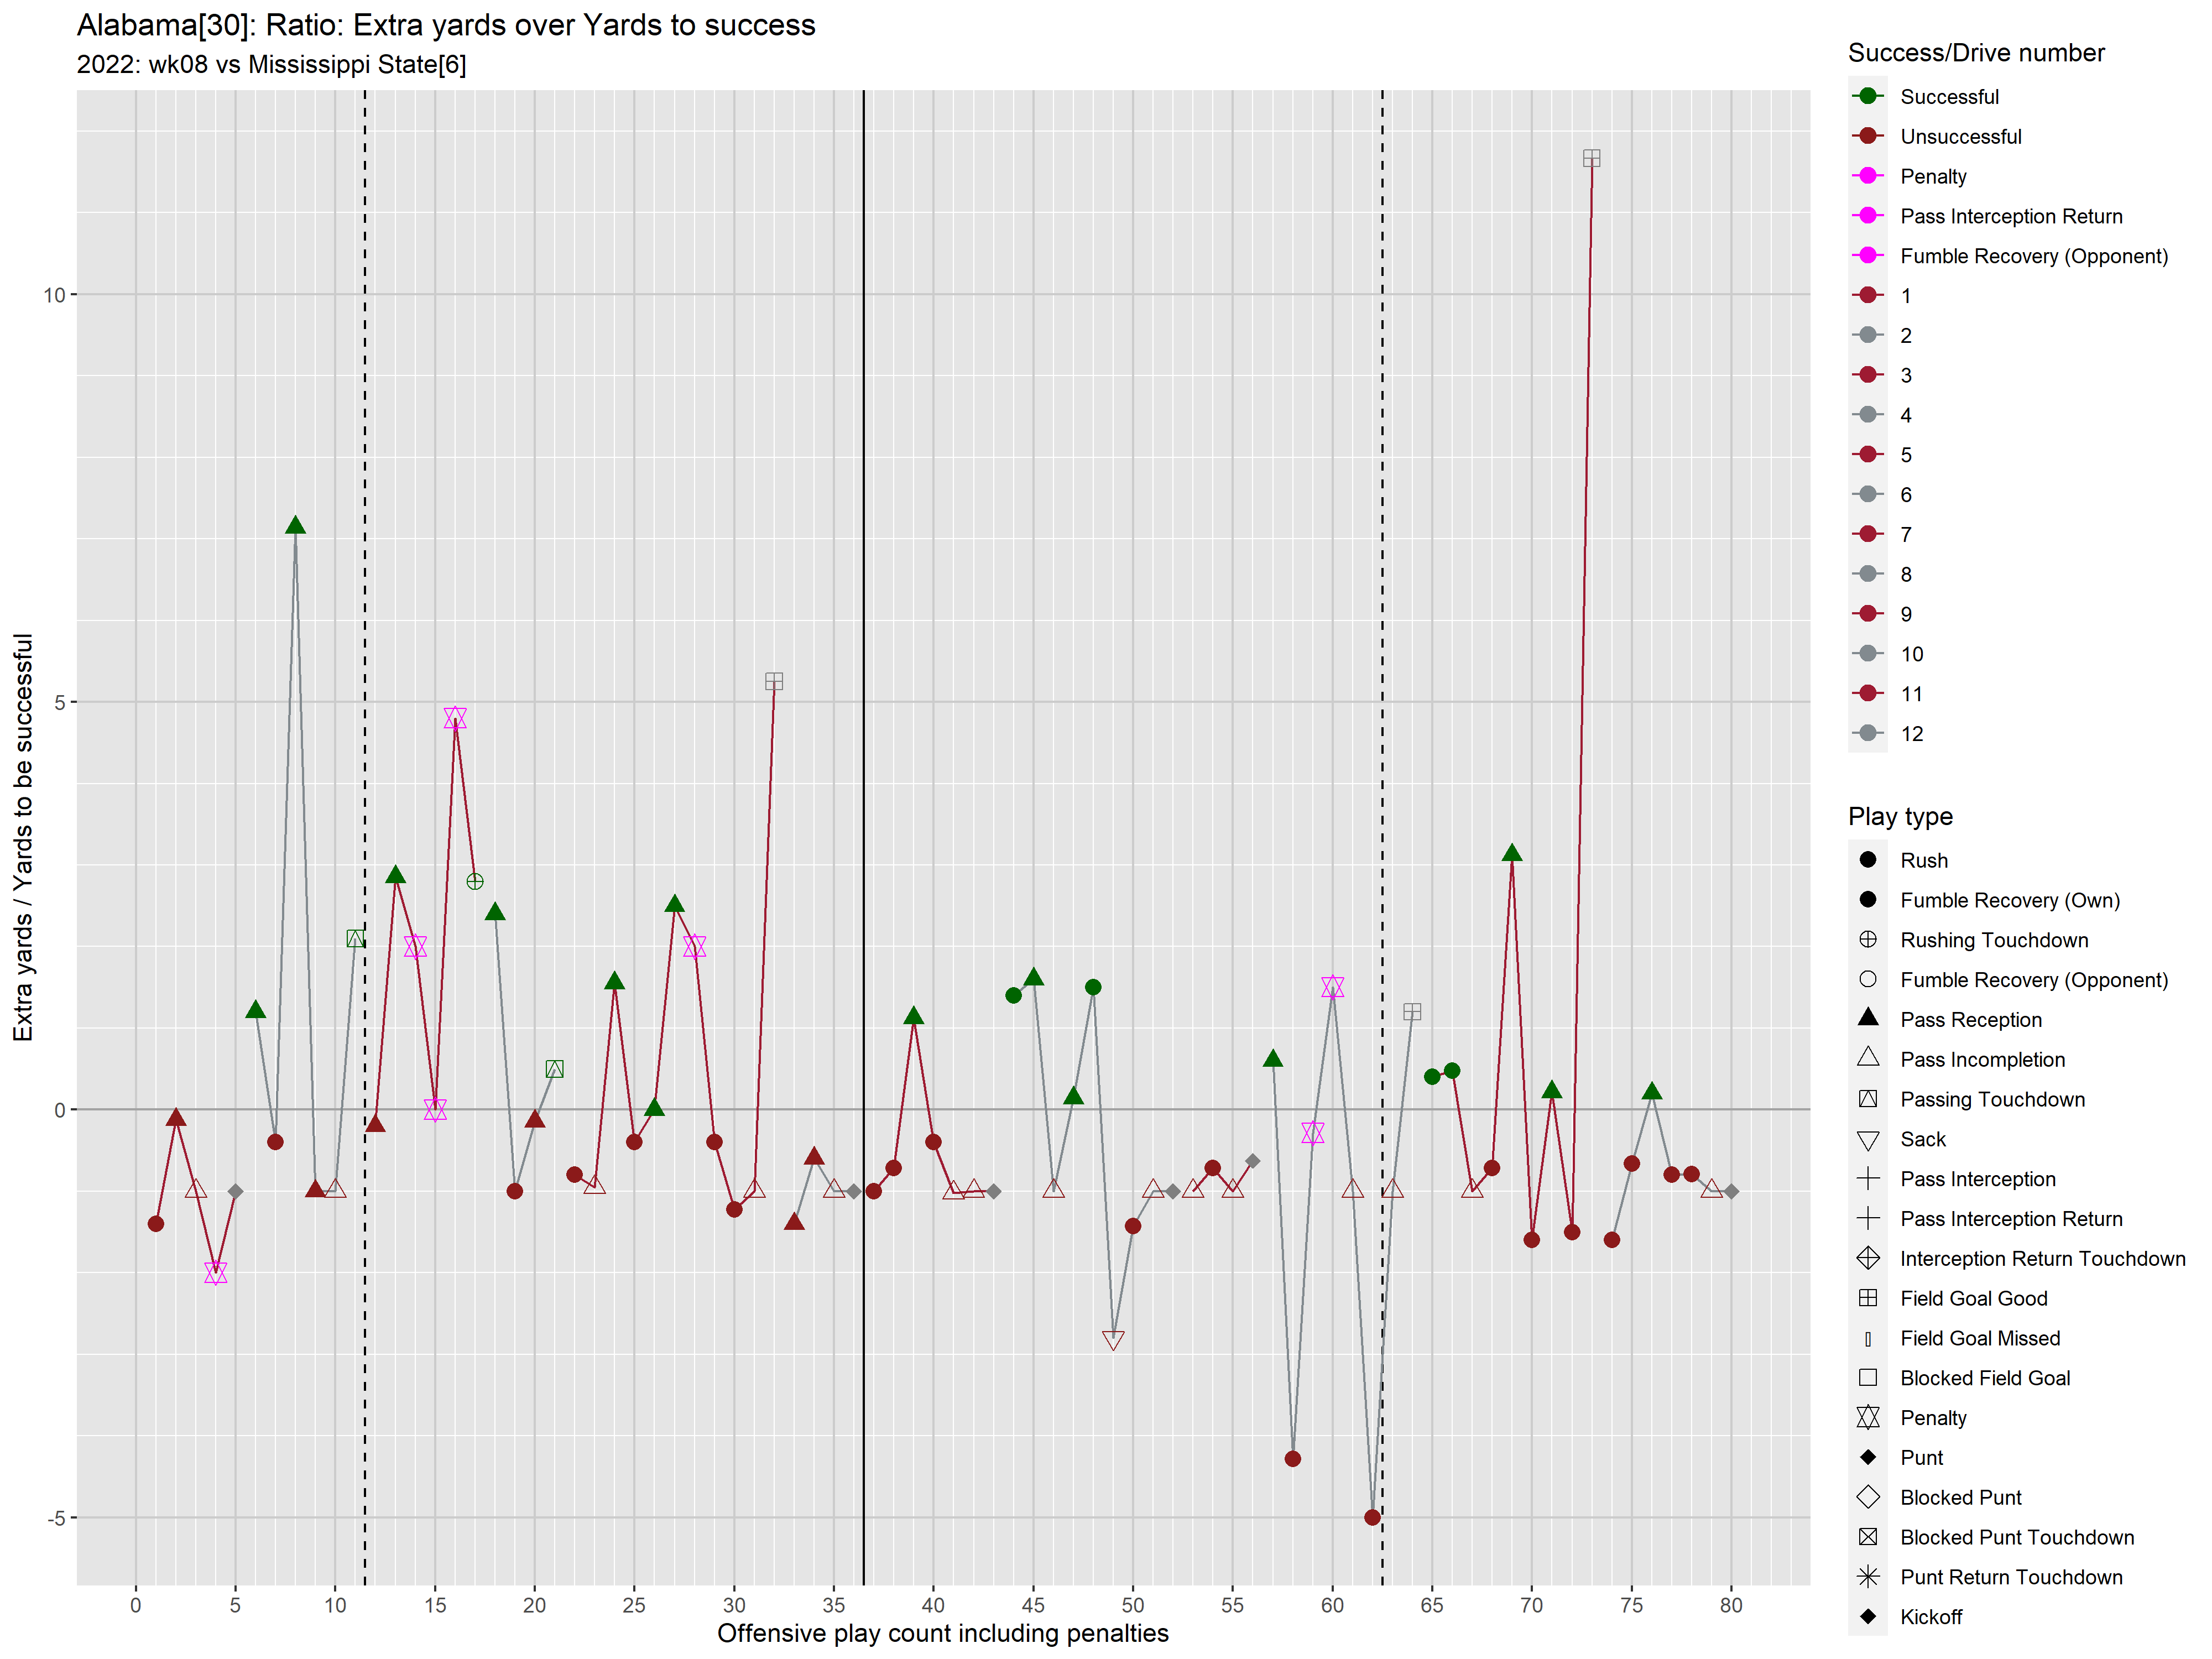 Alabama[30]: Ratio: Extra yards over Yards to success
2022: wk08 vs Mississippi State[6]
Extra yards / Yards to be successful
10
5
0
-5
0 5 10 15 20 25 30 35 40 45 50 55 60 65 70 75 80
Offensive play count including penalties
Success/Drive number
Successful
Unsuccessful
Penalty
Pass Interception Return
Fumble Recovery (Opponent)
1
2
3
4
5
6
7
8
9
10
11
12
Play type
Rush
Fumble Recovery (Own)
Rushing Touchdown
Fumble Recovery (Opponent)
Pass Reception
Pass Incompletion
Passing Touchdown
Sack
Pass Interception
Pass Interception Return
Interception Return Touchdown
Field Goal Good
Field Goal Missed
Blocked Field Goal
Penalty
Punt
Blocked Punt
Blocked Punt Touchdown
Punt Return Touchdown
Kickoff